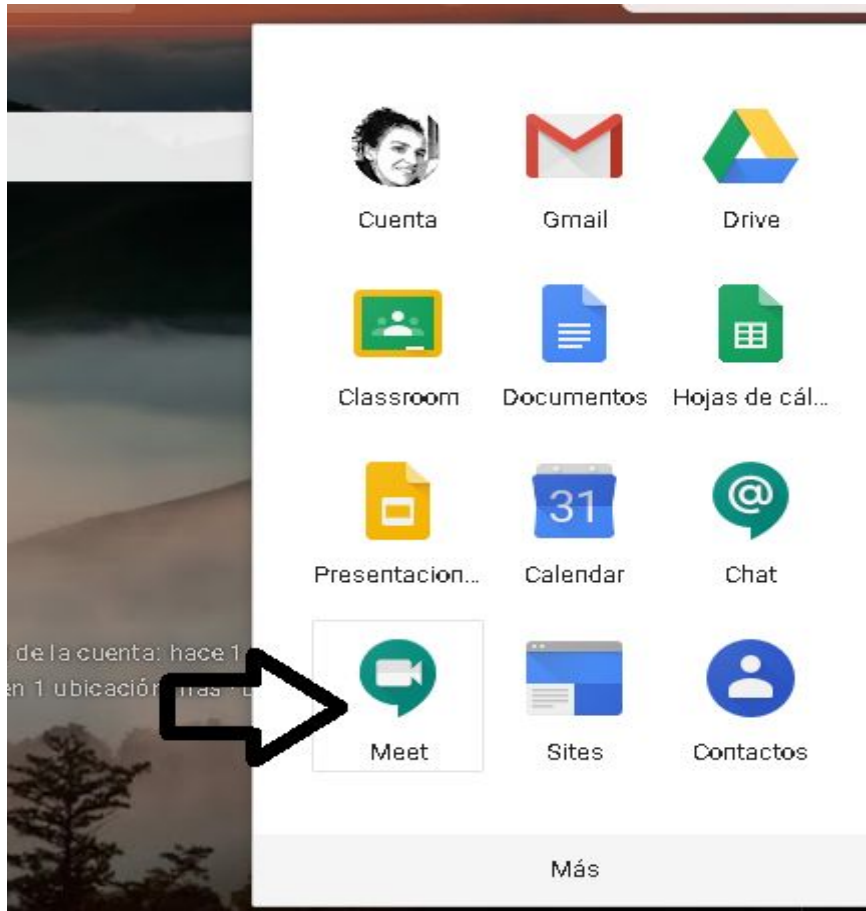 Cuenta Gmail Drive
Classroom Documentos Hojas de cál...
31
@
Presentacion... Calendar Chat
de la cuenta: hace 1
en 1 ubicación
Meet Sites Contactos
Más